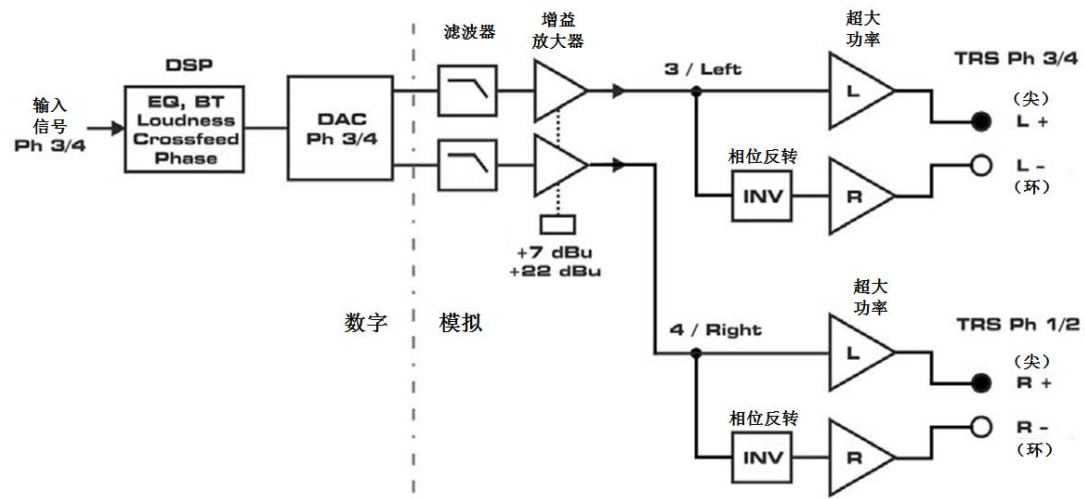 DSP
输入
信号
Ph 3/4
EQ, BT
Loudness
Crossfeed
Phase
DAC
Ph 3/4
滤波器
增益
放大器
+7 dBu
+22 dBu
数字
模拟
3 / Left
超大
功率
L
相位反转
INV
R
TRS Ph 3/4
（尖）
L +
L -
（环）
4 / Right
超大
功率
L
相位反转
INV
R
TRS Ph 1/2
（尖）
R +
R -
（环）